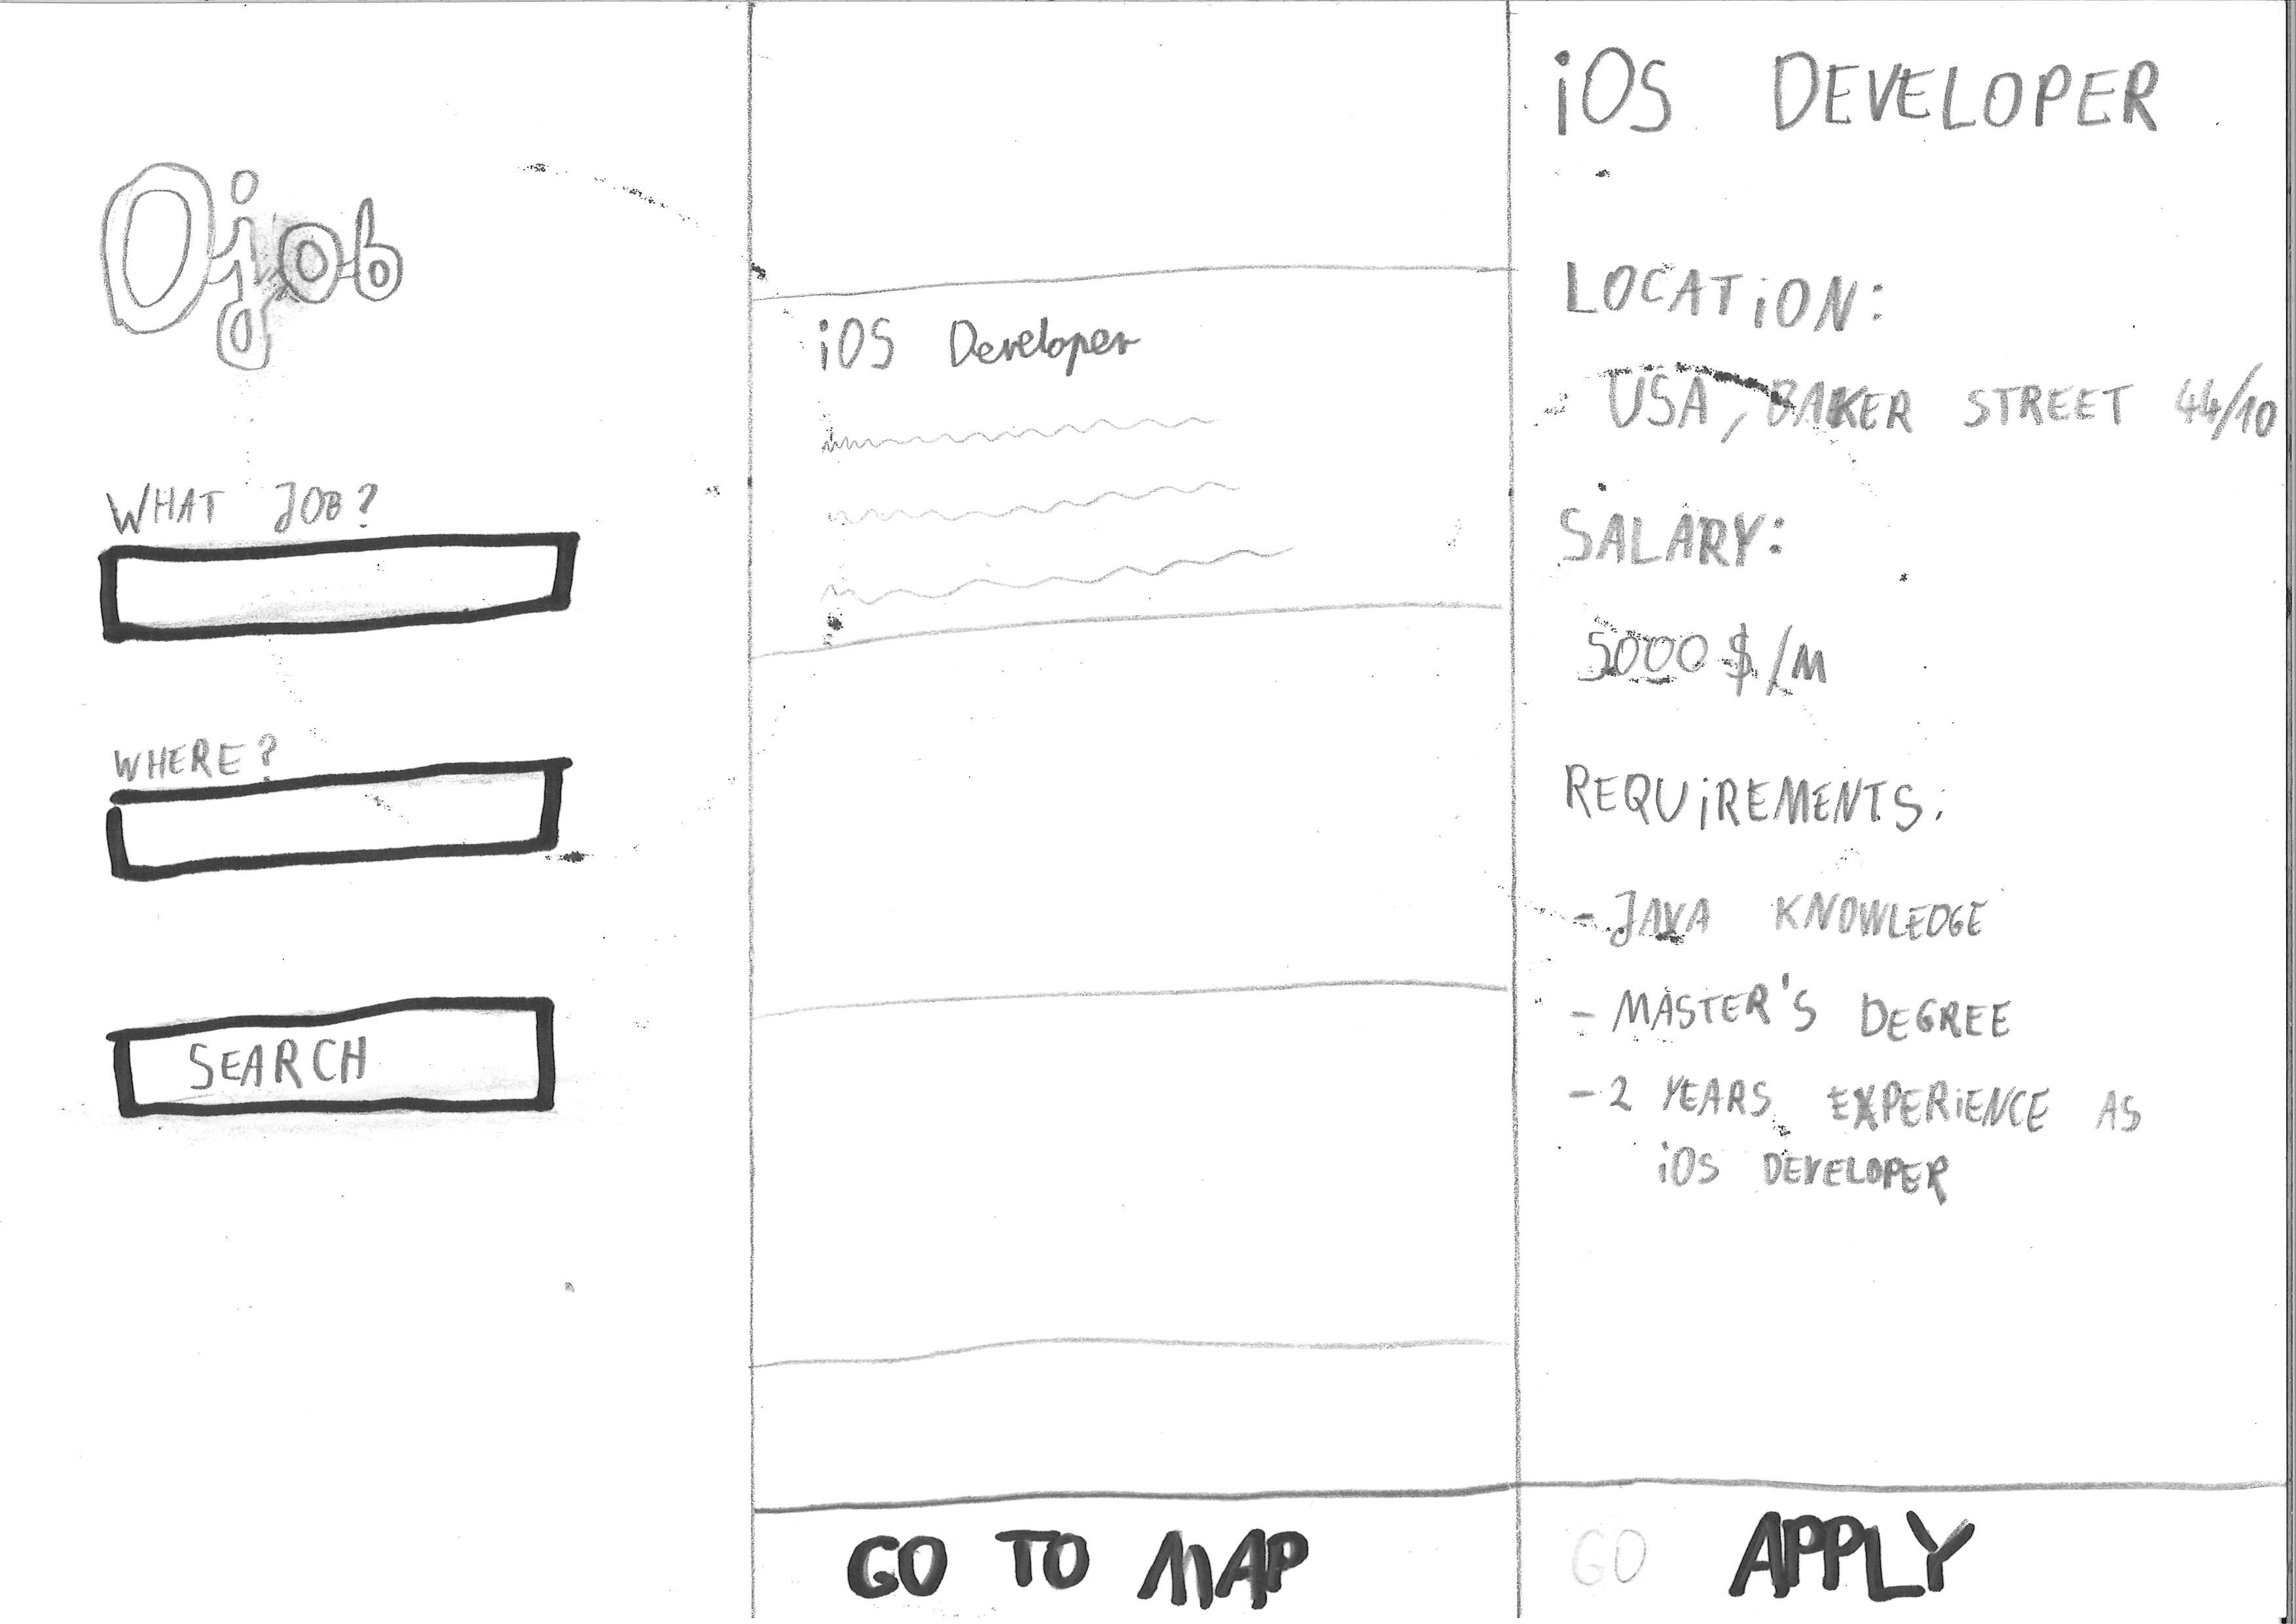 Ojob
WHAT JOB?
WHERE?
SEARCH
iOS Developer
GO TO MAP
iOS DEVELOPER
LOCATION:
USA, BAKER STREET 44/10
SALARY:
5000 $/M
REQUIREMENTS:
- JAVA KNOWLEDGE
- MASTER'S DEGREE
- 2 YEARS EXPERIENCE AS
iOS DEVELOPER
GO APPLY